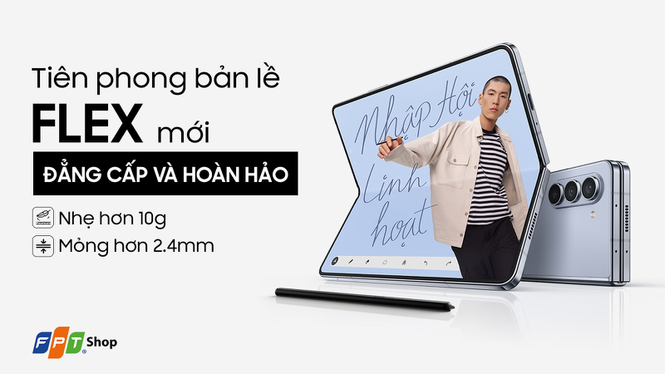 Tiên phong bản lề
FLEX mới
ĐẲNG CẤP VÀ HOÀN HẢO
Nhẹ hơn 10g
Mỏng hơn 2.4mm
FPT Shop
Nhập Hội
Linh
hoạt